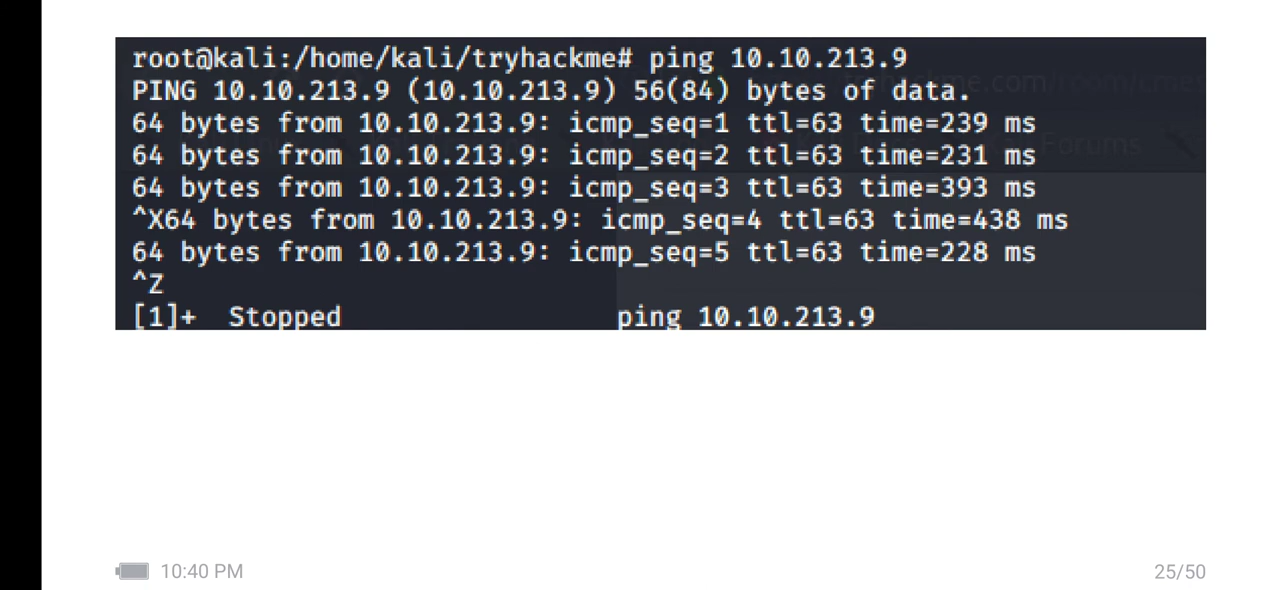 root@kali:/home/kali/tryhackme# ping 10.10.213.9
PING 10.10.213.9 (10.10.213.9) 56(84) bytes of data.
64 bytes from 10.10.213.9: icmp_seq=1 ttl=63 time=239 ms
64 bytes from 10.10.213.9: icmp_seq=2 ttl=63 time=231 ms
64 bytes from 10.10.213.9: icmp_seq=3 ttl=63 time=393 ms
^X64 bytes from 10.10.213.9: icmp_seq=4 ttl=63 time=438 ms
64 bytes from 10.10.213.9: icmp_seq=5 ttl=63 time=228 ms
^Z
[1]+  Stopped                 ping 10.10.213.9
Forums
10:40 PM
25/50